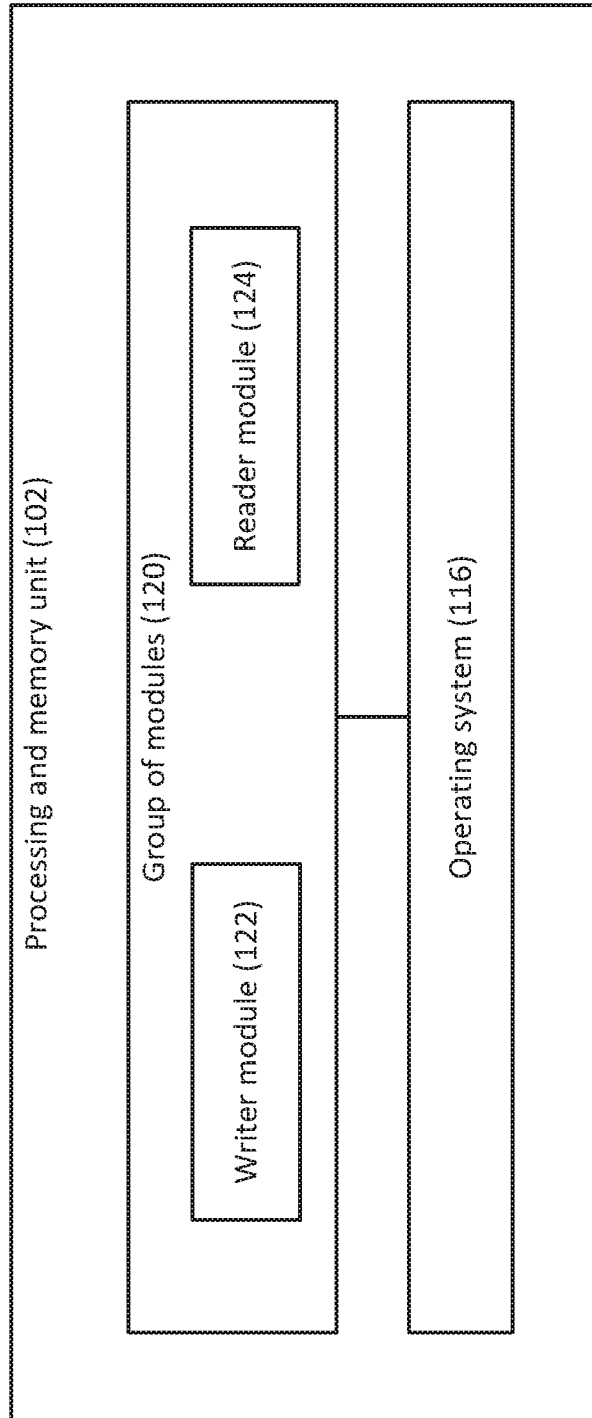 Processing and memory unit (102)
Group of modules (120)
Writer module (122)
Reader module (124)
Operating system (116)